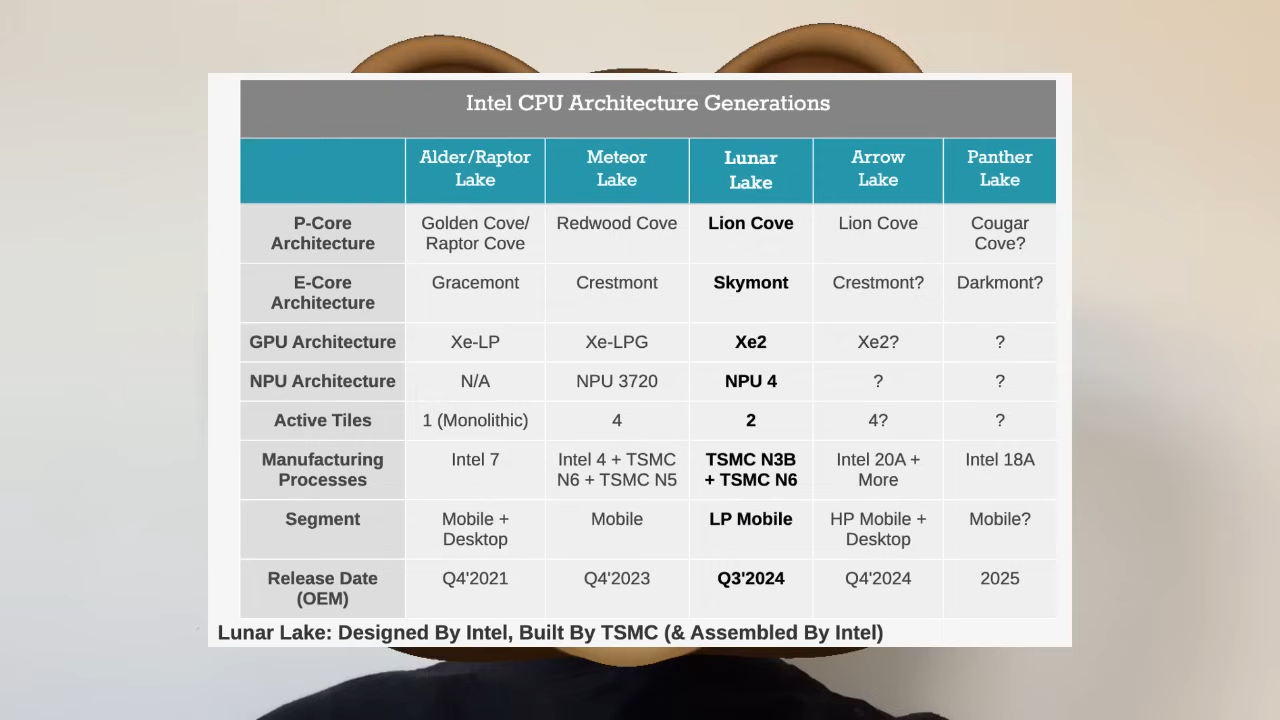 Intel CPU Architecture Generations
Alder/Raptor Lake
Meteor Lake
Lunar Lake
Arrow Lake
Panther Lake
P-Core Architecture
Golden Cove/ Raptor Cove
Redwood Cove
Lion Cove
Lion Cove
Cougar Cove?
E-Core Architecture
Gracemont
Crestmont
Skymont
Crestmont?
Darkmont?
GPU Architecture
Xe-LP
Xe-LPG
Xe2
Xe2?
?
NPU Architecture
N/A
NPU 3720
NPU 4
?
?
Active Tiles
1 (Monolithic)
4
2
4?
?
Manufacturing Processes
Intel 7
Intel 4 + TSMC N6 + TSMC N5
TSMC N3B + TSMC N6
Intel 20A + More
Intel 18A
Segment
Mobile + Desktop
Mobile
LP Mobile
HP Mobile + Desktop
Mobile?
Release Date (OEM)
Q4'2021
Q4'2023
Q3'2024
Q4'2024
2025
Lunar Lake: Designed By Intel, Built By TSMC (& Assembled By Intel)